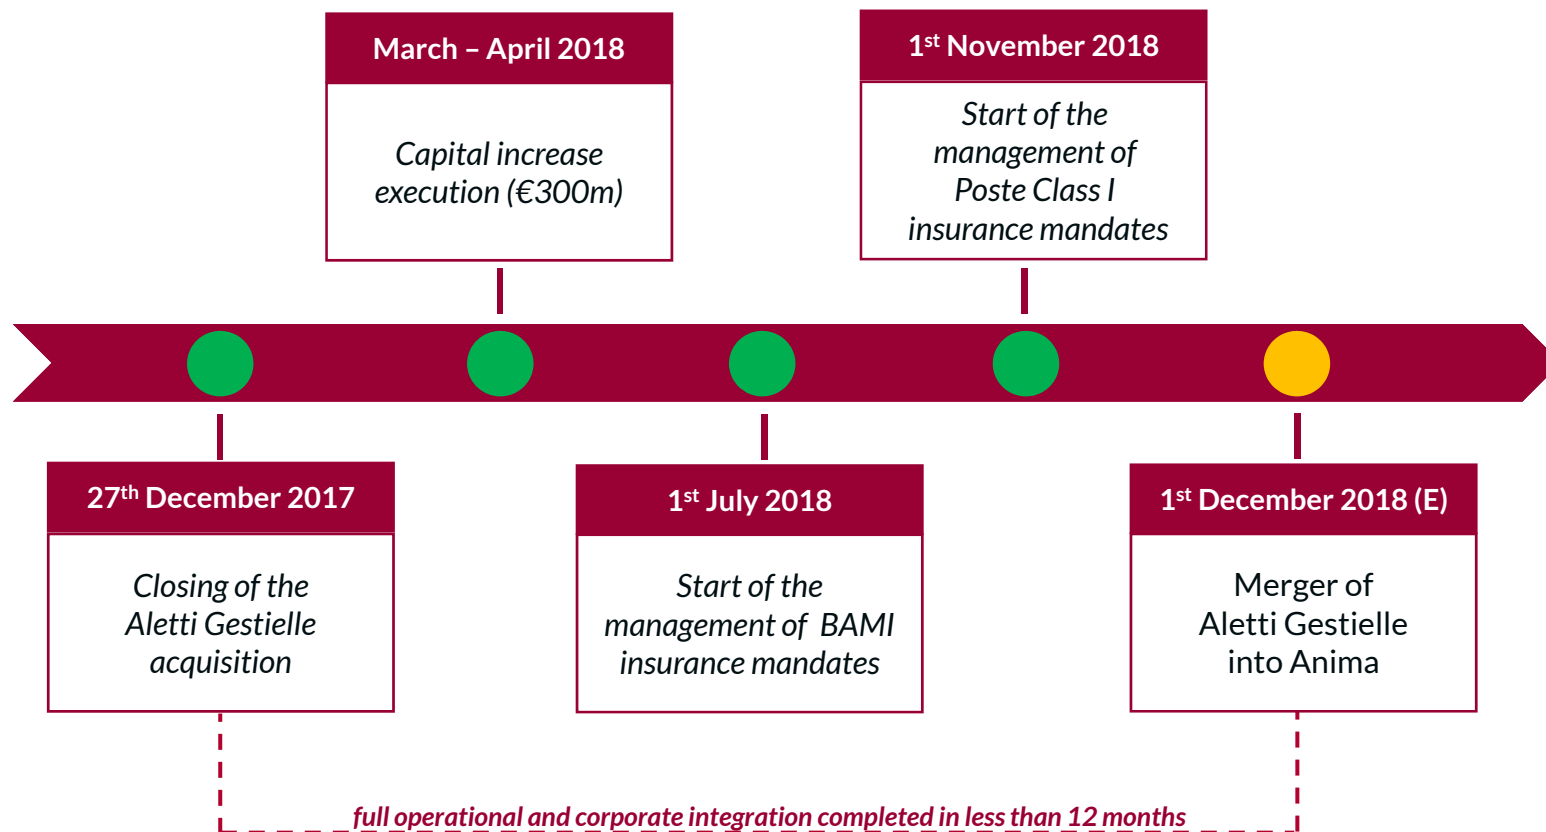 March – April 2018
Capital increase
execution (€300m)
1st November 2018
Start of the
management of
Poste Class I
insurance mandates
27th December 2017
Closing of the
Aletti Gestielle
acquisition
1st July 2018
Start of the
management of BAMI
insurance mandates
1st December 2018 (E)
Merger of
Aletti Gestielle
into Anima
full operational and corporate integration completed in less than 12 months